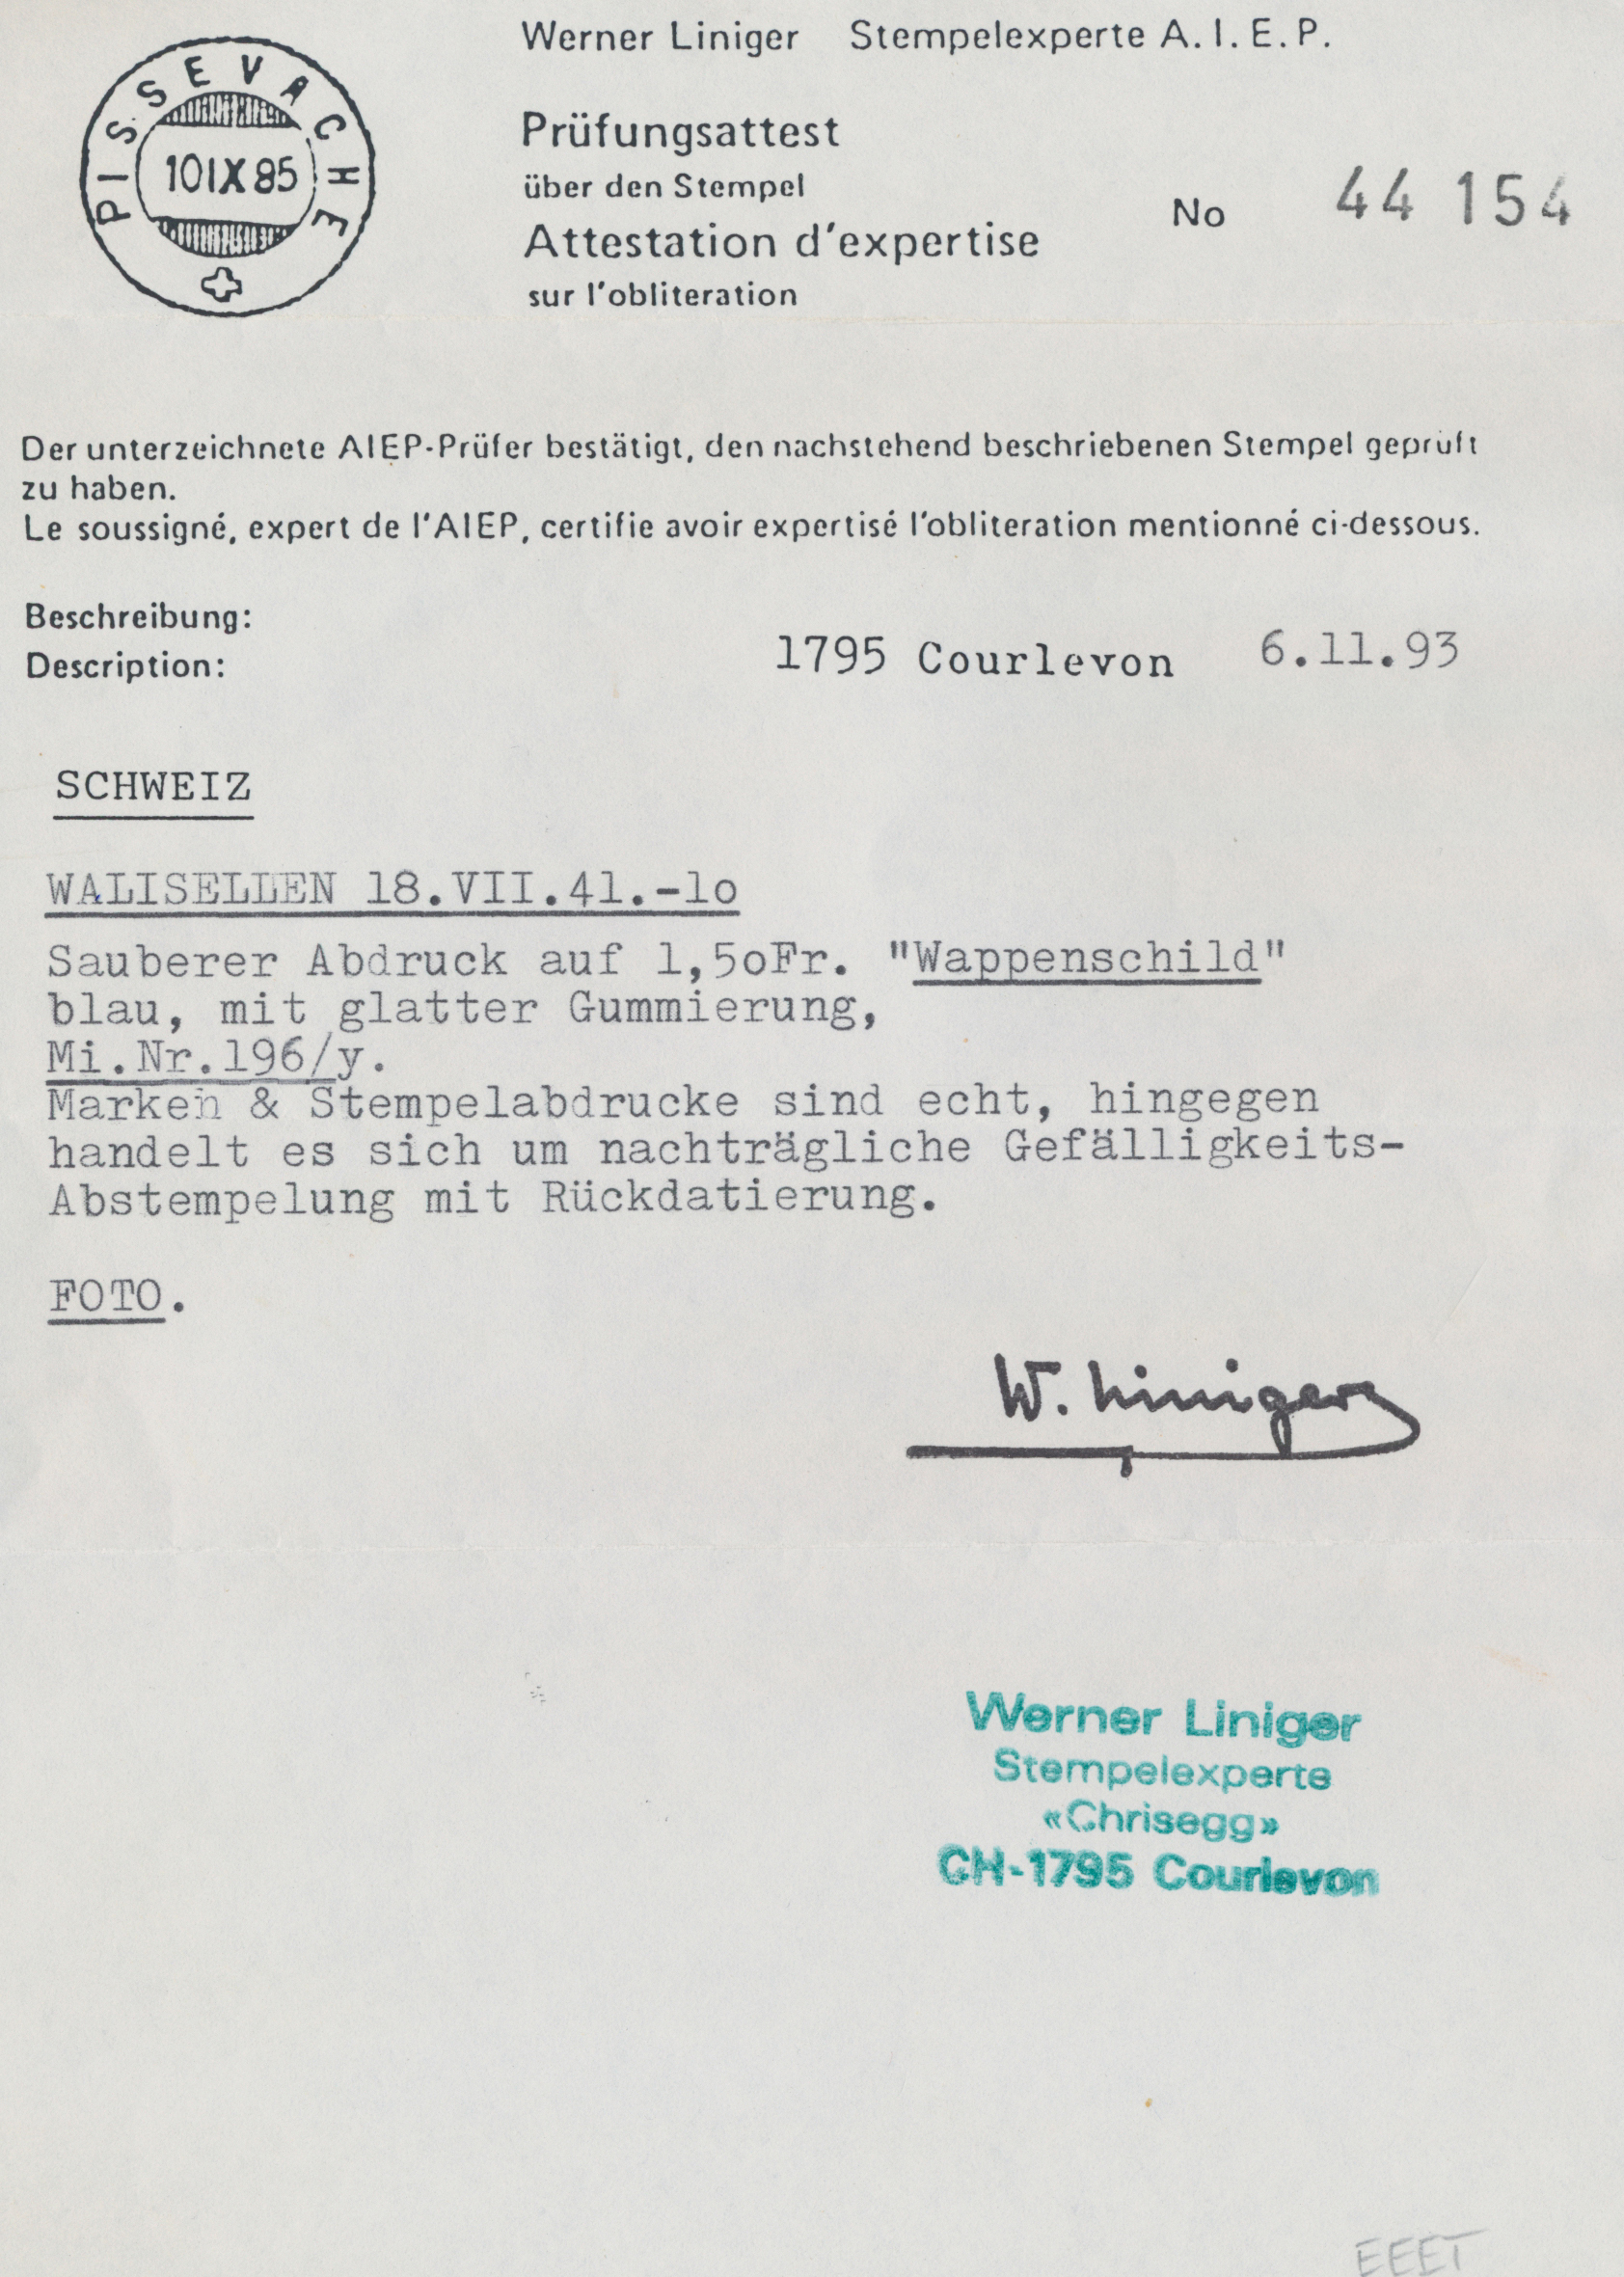 PISSEVACHE
10 IX 85
Werner Liniger Stempelexperte A.I.E.P.
Prüfungsattest
über den Stempel
Attestation d'expertise
sur l'obliteration
No 44 154
Der unterzeichnete AIEP-Prüfer bestätigt, den nachstehend beschriebenen Stempel geprüft
zu haben.
Le soussigné, expert de l'AIEP, certifie avoir expertisé l'obliteration mentionné ci-dessous.
Beschreibung:
Description:
1795 Courlevon 6.11.93
SCHWEIZ
WALISELLEN 18.VII.41.-lo
Sauberer Abdruck auf 1,5oFr. "Wappenschild"
blau, mit glatter Gummierung,
Mi.Nr.196/y.
Marken & Stempelabdrucke sind echt, hingegen
handelt es sich um nachträgliche Gefälligkeits-
Abstempelung mit Rückdatierung.
FOTO.
W. Liniger
Werner Liniger
Stempelexperte
«Chrisegg»
CH-1795 Courlevon
EEET